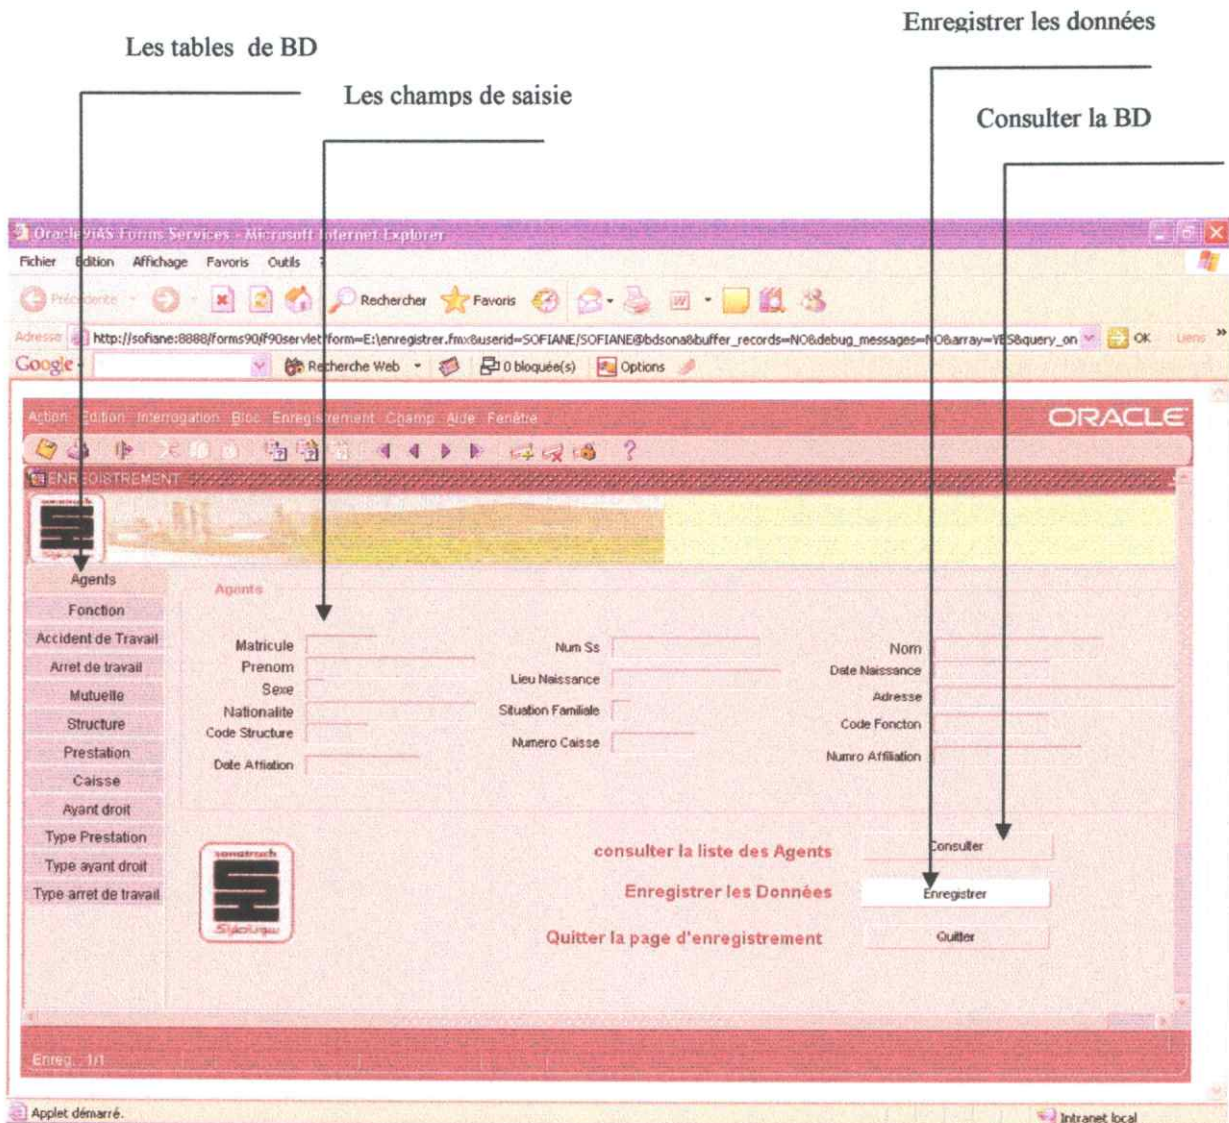 Enregistrer les données
Les tables de BD
Les champs de saisie
Consulter la BD
Oracle9iAS Forms Services - Microsoft Internet Explorer
Fichier Edition Affichage Favoris Outils ?
Précédente Rechercher Favoris
Adresse http://sofiane:8888/forms90/f90servlet?form=E:\enregistrer.fmx&userid=SOFIANE/SOFIANE@bdsona&buffer_records=NO&debug_messages=NO&array=YES&query_on OK Liens »
Google Recherche Web 0 bloquée(s) Options
Action Edition Interrogation Bloc Enregistrement Champ Aide Fenêtre ORACLE
ENREGISTREMENT
sonatrach
Agents
Fonction
Accident de Travail
Arret de travail
Mutuelle
Structure
Prestation
Caisse
Ayant droit
Type Prestation
Type ayant droit
Type arret de travail
Agents
Matricule Num Ss Nom
Prenom Lieu Naissance Date Naissance
Sexe Adresse
Nationalite Situation Familiale
Code Structure Code Foncton
Numero Caisse
Date Affiation Numro Affiliation
sonatrach
consulter la liste des Agents Consulter
Enregistrer les Données Enregistrer
Quitter la page d'enregistrement Quitter
Enreg. : 1/1
Applet démarré. Intranet local